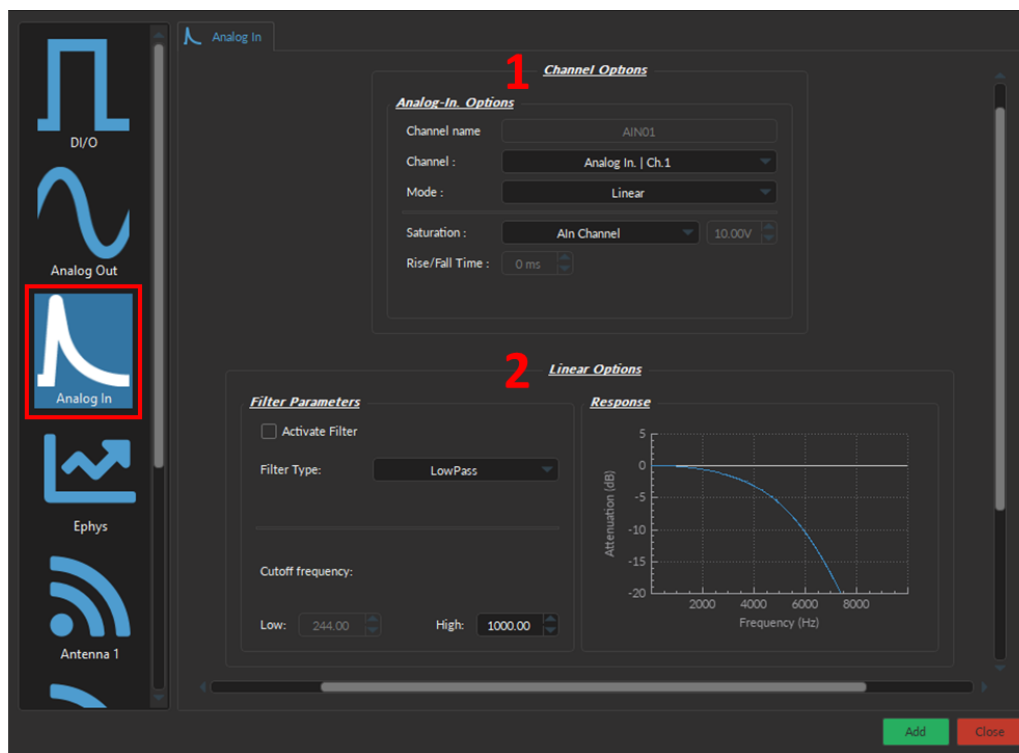 DI/O
Analog Out
Analog In
Ephys
Antenna 1
Analog In
1
Channel Options
Analog-In. Options
Channel name AIN01
Channel : Analog In. | Ch.1
Mode : Linear
Saturation : AIn Channel 10.00V
Rise/Fall Time : 0 ms
2
Linear Options
Filter Parameters
Activate Filter
Filter Type: LowPass
Cutoff frequency:
Low: 244.00 High: 1000.00
Response
Attenuation (dB)
5
0
-5
-10
-15
-20
2000 4000 6000 8000
Frequency (Hz)
Add Close